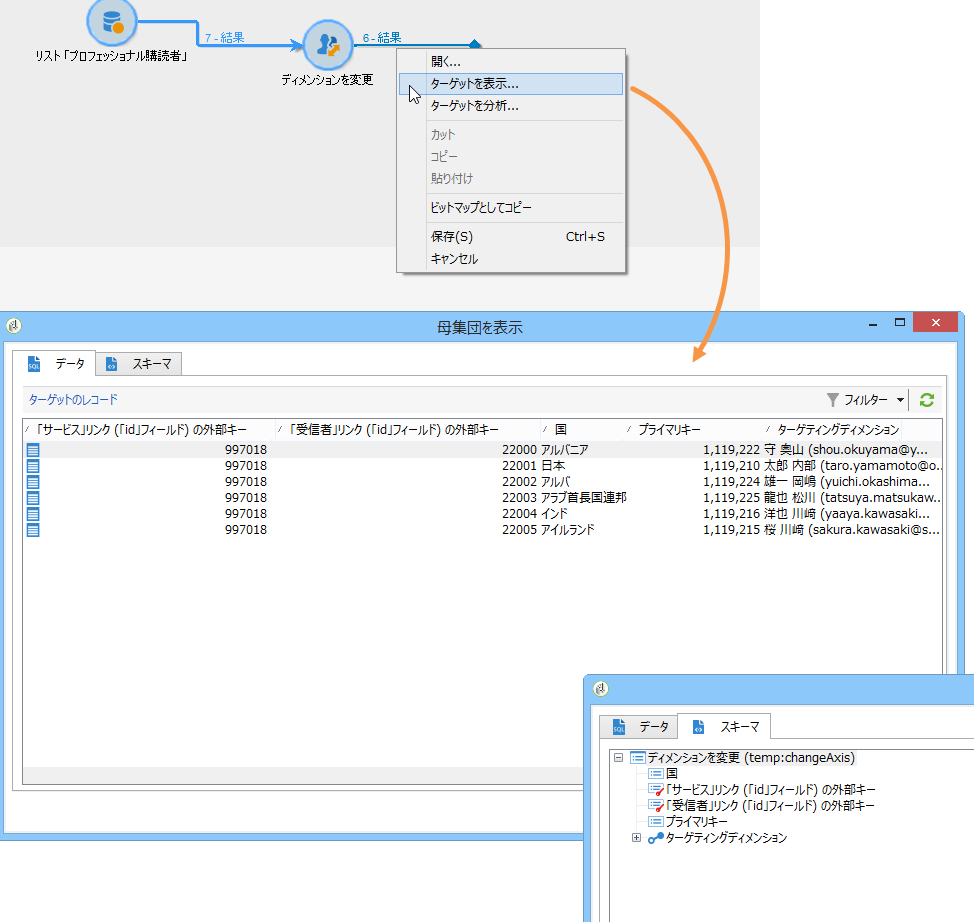 7 - 結果
6 - 結果
リスト「プロフェッショナル購読者」
ディメンションを変更
開く...
ターゲットを表示...
ターゲットを分析...
カット
コピー
貼り付け
ビットマップとしてコピー
保存(S) Ctrl+S
キャンセル
母集団を表示
データ スキーマ
ターゲットのレコード フィルター
「サービス」リンク (「id」フィールド) の外部キー 「受信者」リンク (「id」フィールド) の外部キー 国 プライマリキー ターゲティングディメンション
997018 22000 アルバニア 1,119,222 守 奥山 (shou.okuyama@y...
997018 22001 日本 1,119,210 太郎 内部 (taro.yamamoto@o...
997018 22002 アルバ 1,119,224 雄一 岡嶋 (yuichi.okashima...
997018 22003 アラブ首長国連邦 1,119,225 龍也 松川 (tatsuya.matsukaw...
997018 22004 インド 1,119,216 洋也 川﨑 (yaaya.kawasaki...
997018 22005 アイルランド 1,119,215 桜 川﨑 (sakura.kawasaki@s...
データ スキーマ
ディメンションを変更 (temp:changeAxis)
国
「サービス」リンク (「id」フィールド) の外部キー
「受信者」リンク (「id」フィールド) の外部キー
プライマリキー
ターゲティングディメンション